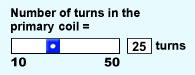 Number of turns in the
primary coil =
25 turns
10 50